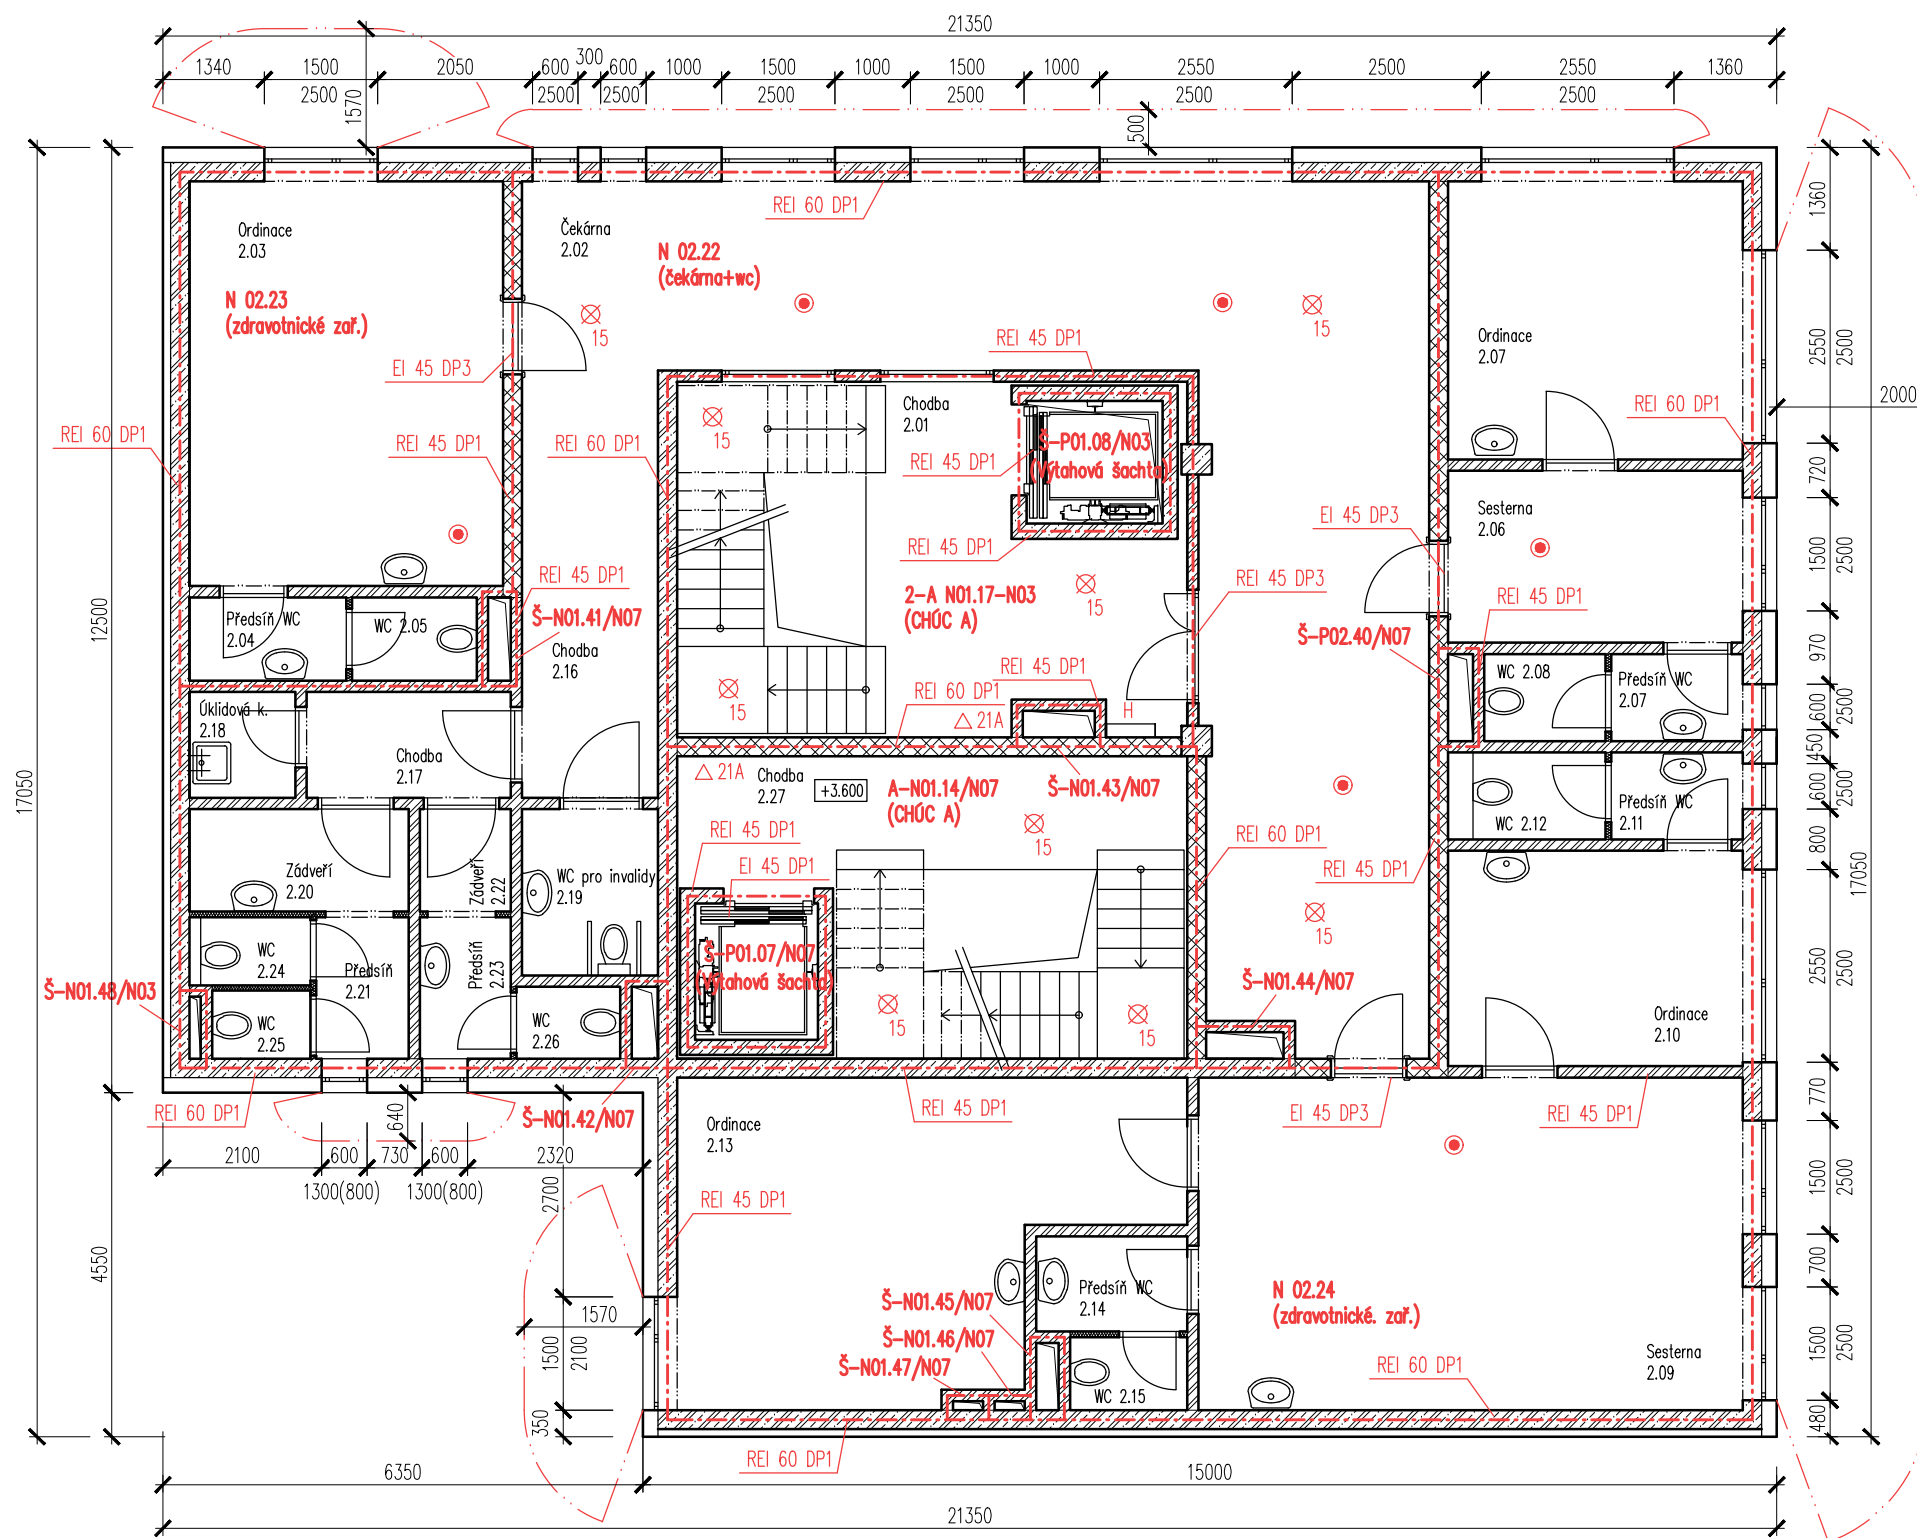 21350
1340
1500
2050
600
300
600
1000
1500
1000
1500
1000
2550
2500
2550
1360
2500
2500
2500
2500
2500
2500
2500
1570
500
REI 60 DP1
Ordinace
2.03
Čekárna
2.02
N 02.22
(čekárna+wc)
N 02.23
(zdravotnické zař.)
15
15
EI 45 DP3
REI 45 DP1
Ordinace
2.07
1360
2550
2500
2000
REI 60 DP1
REI 45 DP1
REI 60 DP1
15
Chodba
2.01
REI 45 DP1
Š-P01.08/N03
(Výtahová šachta)
REI 60 DP1
720
Sesterna
2.06
EI 45 DP3
REI 45 DP1
1500
2500
12500
17050
REI 45 DP1
Š-N01.41/N07
Předsíň WC
2.04
WC 2.05
Chodba
2.16
2-A N01.17-N03
(CHÚC A)
15
REI 45 DP3
REI 45 DP1
Š-P02.40/N07
15
REI 45 DP1
REI 60 DP1
21A
H
WC 2.08
Předsíň WC
2.07
970
600
2500
450
Úklidová k.
2.18
Chodba
2.17
21A
Chodba
2.27
+3.600
A-N01.14/N07
(CHÚC A)
Š-N01.43/N07
15
REI 45 DP1
EI 45 DP1
REI 60 DP1
REI 45 DP1
WC 2.12
Předsíň WC
2.11
600
2500
800
17050
Zádveří
2.20
Zádveří
2.22
WC pro invalidy
2.19
WC
2.24
Předsíň
2.21
Předsíň
2.23
WC
2.25
WC
2.26
Š-N01.48/N03
Š-P01.07/N07
(Výtahová šachta)
15
15
15
Š-N01.44/N07
Ordinace
2.10
2550
2500
REI 60 DP1
640
Š-N01.42/N07
REI 45 DP1
EI 45 DP3
REI 45 DP1
770
Ordinace
2.13
2100
600
730
600
2320
1300(800)
1300(800)
2700
REI 45 DP1
1500
2500
4550
700
1570
1500
2100
350
Š-N01.45/N07
Š-N01.46/N07
Š-N01.47/N07
Předsíň WC
2.14
WC 2.15
N 02.24
(zdravotnické. zař.)
REI 60 DP1
Sesterna
2.09
1500
2500
480
REI 60 DP1
6350
15000
21350